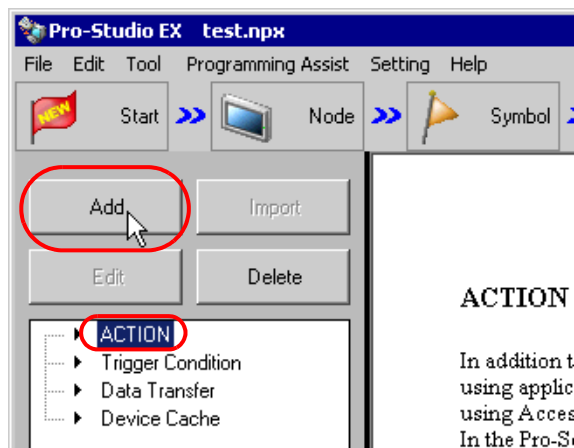 Pro-Studio EX test.npx
File Edit Tool Programming Assist Setting Help
NEW Start Node Symbol
Add Import
Edit Delete
ACTION
Trigger Condition
Data Transfer
Device Cache
ACTION
In addition t
using applic
using Acces
In the Pro-S